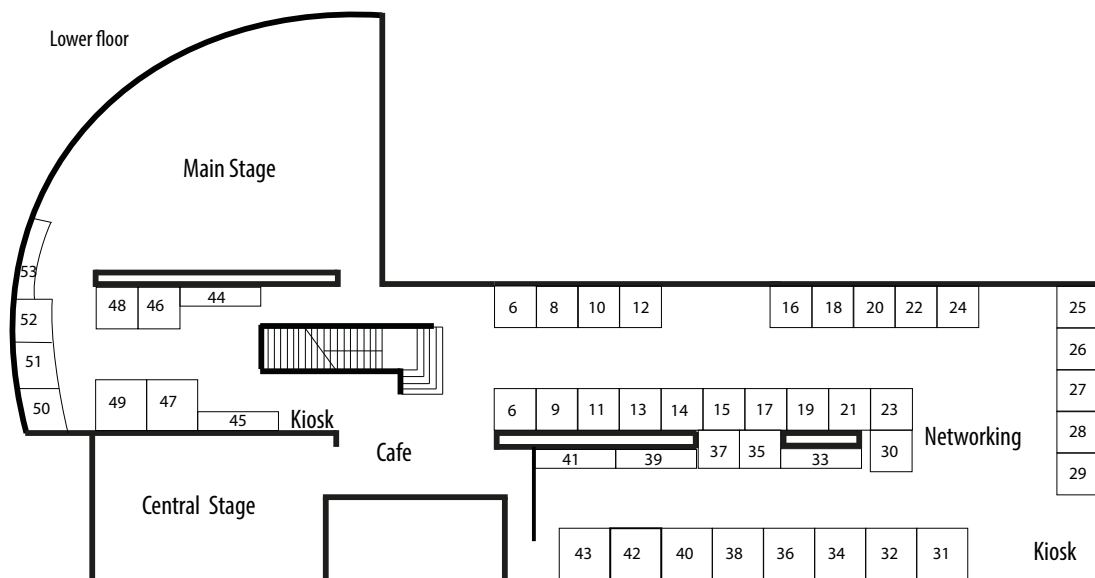 Lower floor
Main Stage
53
48 46 44
6 8 10 12 16 18 20 22 24 25
52
51
26
27
50
49 47 45 Kiosk
6 9 11 13 14 15 17 19 21 23
28
Networking
Cafe
41 39 37 35 33 30
29
Central Stage
43 42 40 38 36 34 32 31
Kiosk